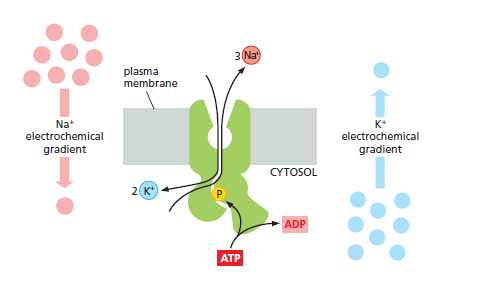 3 Na⁺
plasma
membrane
Na⁺
electrochemical
gradient
K⁺
electrochemical
gradient
CYTOSOL
2 K⁺
P
ADP
ATP